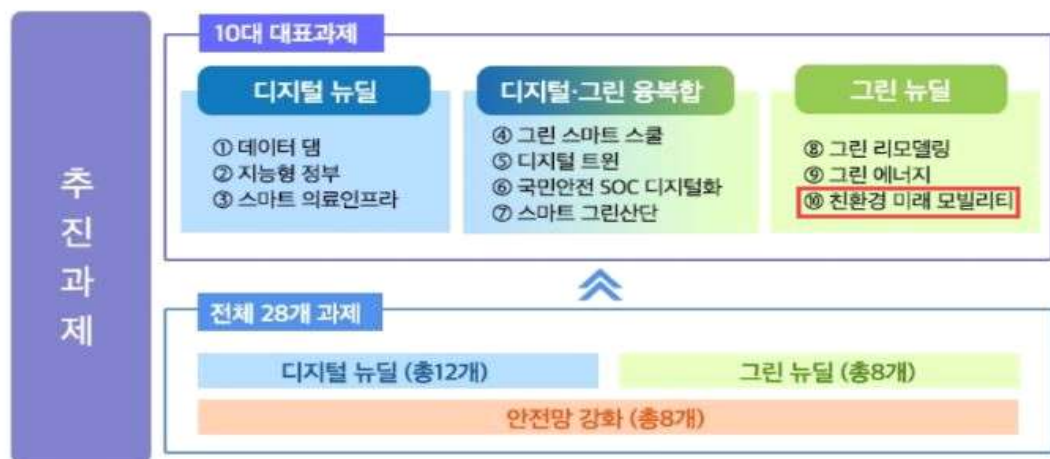 추진과제
10대 대표과제
디지털 뉴딜
① 데이터 댐
② 지능형 정부
③ 스마트 의료인프라
디지털·그린 융복합
④ 그린 스마트 스쿨
⑤ 디지털 트윈
⑥ 국민안전 SOC 디지털화
⑦ 스마트 그린산단
그린 뉴딜
⑧ 그린 리모델링
⑨ 그린 에너지
⑩ 친환경 미래 모빌리티
전체 28개 과제
디지털 뉴딜 (총12개)
그린 뉴딜 (총8개)
안전망 강화 (총8개)